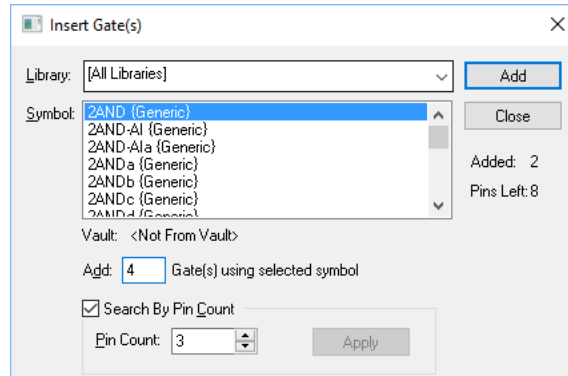 Insert Gate(s)
Library: [All Libraries] Add
Symbol: 2AND {Generic} Close
2AND-AI {Generic}
2AND-AIa {Generic}
2ANDa {Generic} Added: 2
2ANDb {Generic} Pins Left: 8
2ANDc {Generic}
2ANDd {Generic}
Vault: <Not From Vault>
Add: 4 Gate(s) using selected symbol
Search By Pin Count
Pin Count: 3 Apply